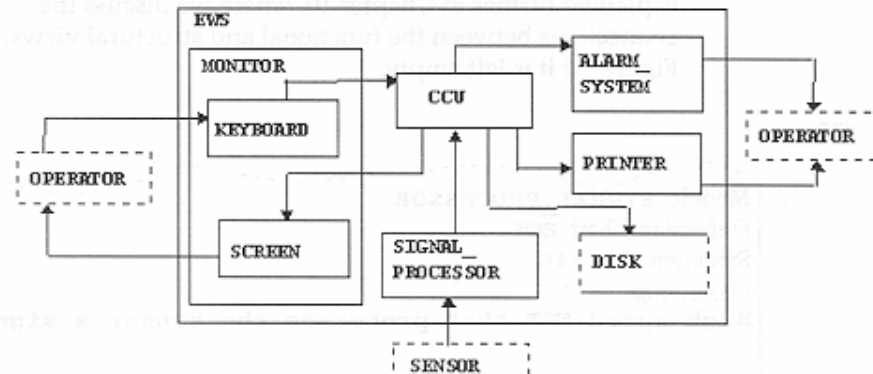 EWS
MONITOR
KEYBOARD
CCU
ALARM_
SYSTEM
OPERATOR
OPERATOR
PRINTER
SCREEN
SIGNAL_
PROCESSOR
DISK
SENSOR